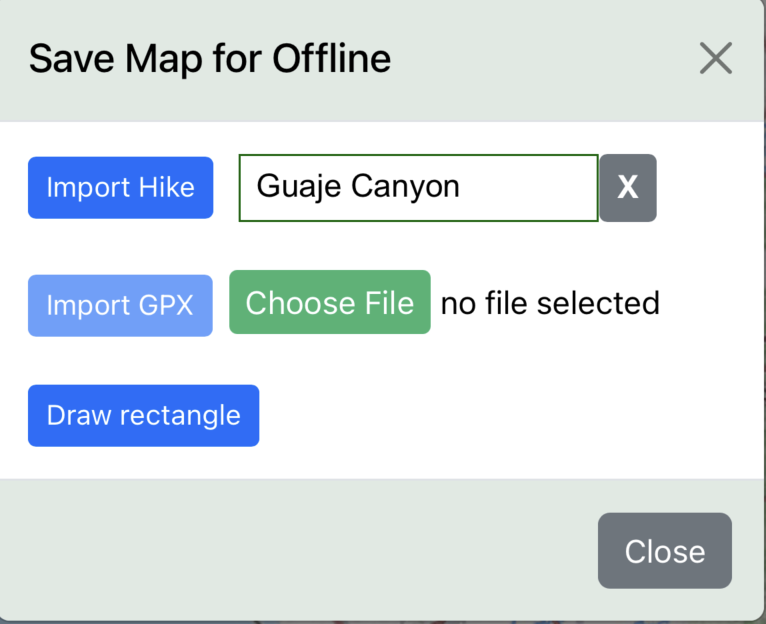 Save Map for Offline
Import Hike Guaje Canyon X
Import GPX Choose File no file selected
Draw rectangle
Close